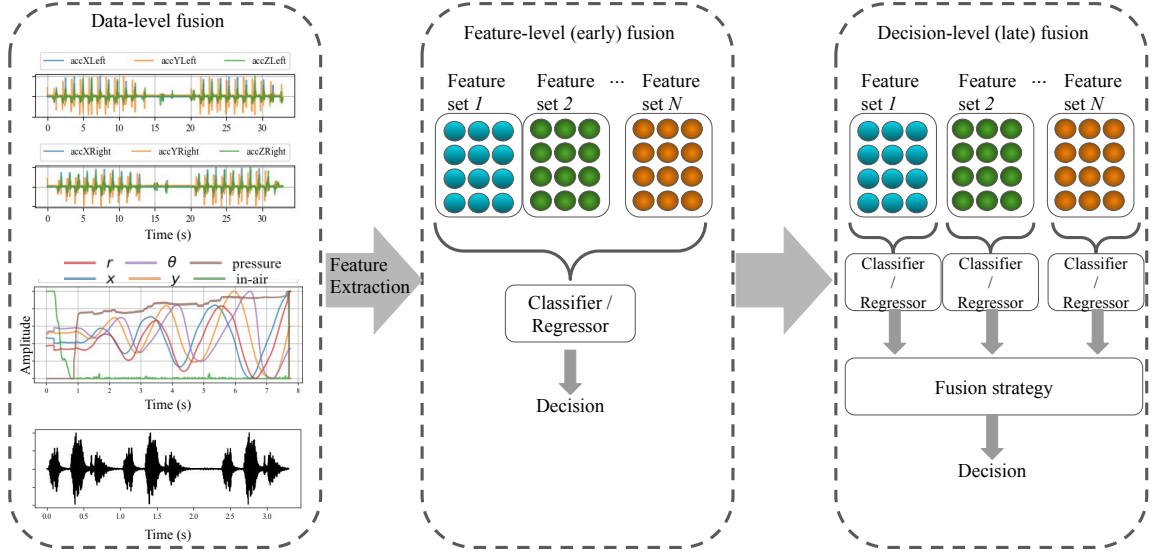 Data-level fusion
accXLeft accYLeft accZLeft
0 5 10 15 20 25 30
accXRight accYRight accZRight
0 5 10 15 20 25 30
Time (s)
r θ pressure
x y in-air
Amplitude
0 1 2 3 4 5 6 7 8
Time (s)
0.0 0.5 1.0 1.5 2.0 2.5 3.0
Time (s)
Feature
Extraction
Feature-level (early) fusion
Feature Feature ... Feature
set 1 set 2 set N
Classifier /
Regressor
Decision
Decision-level (late) fusion
Feature Feature ... Feature
set 1 set 2 set N
Classifier Classifier Classifier
/ / /
Regressor Regressor Regressor
Fusion strategy
Decision